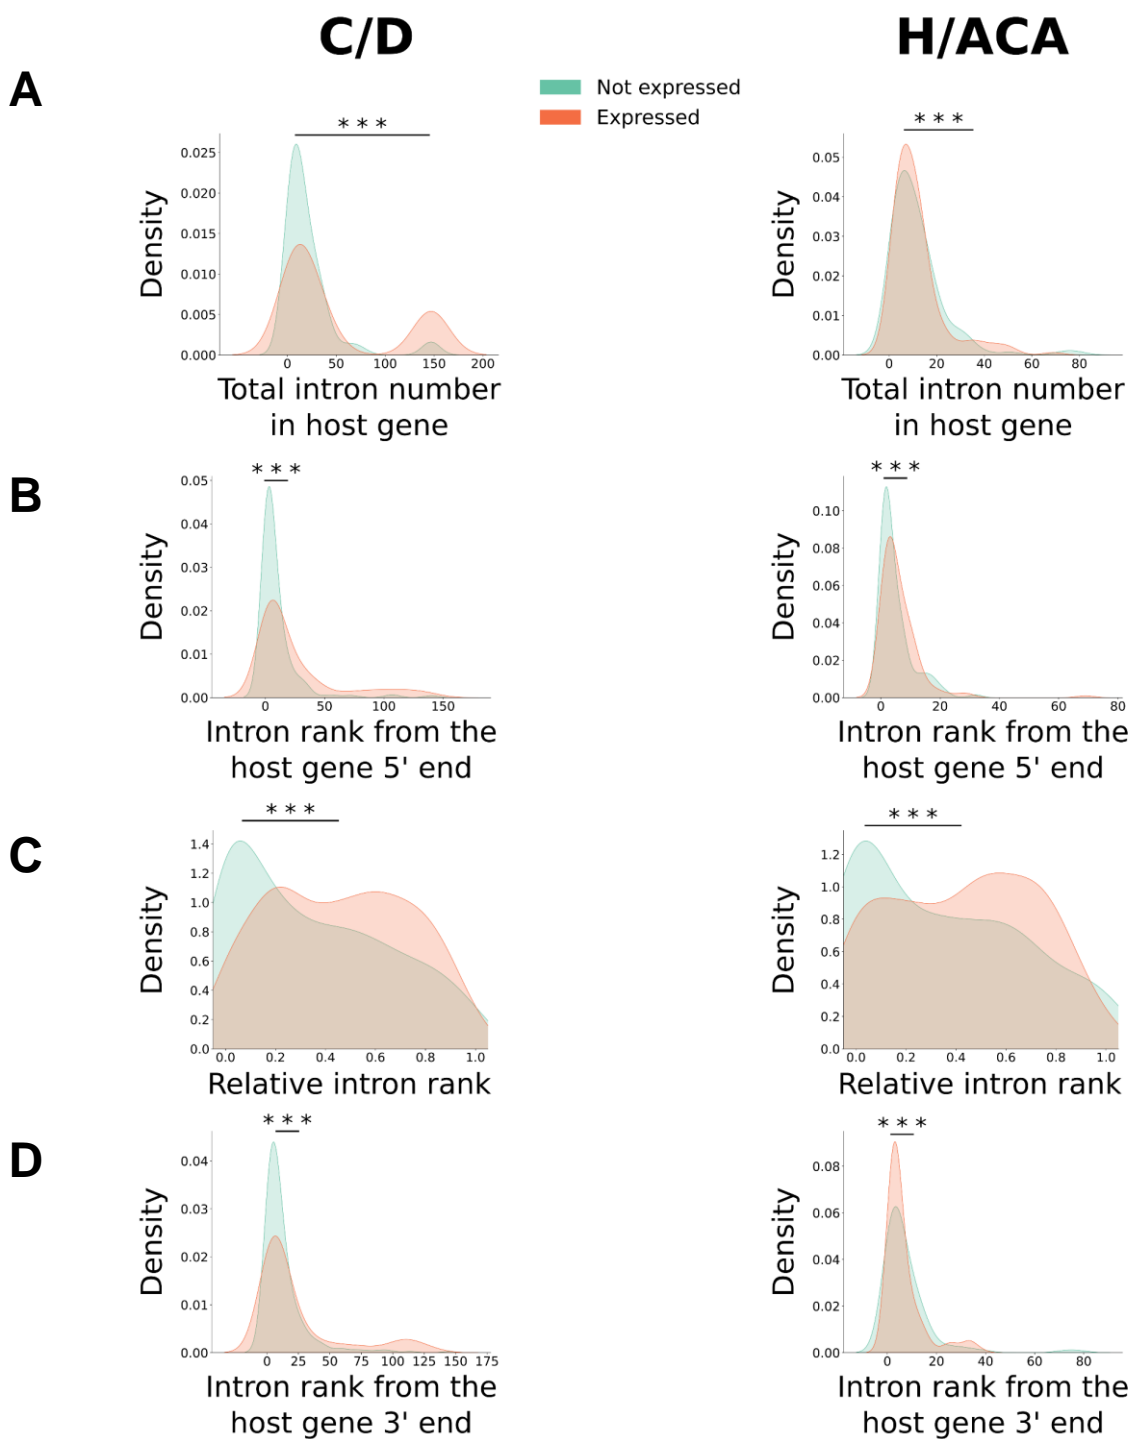 C/D
H/ACA
A
Not expressed
Expressed
* * *
Density
0.025
0.020
0.015
0.010
0.005
0.000
0 50 100 150 200
Total intron number
in host gene
* * *
Density
0.05
0.04
0.03
0.02
0.01
0.00
0 20 40 60 80
Total intron number
in host gene
B
* * *
Density
0.05
0.04
0.03
0.02
0.01
0.00
0 50 100 150
Intron rank from the
host gene 5' end
* * *
Density
0.10
0.08
0.06
0.04
0.02
0.00
0 20 40 60 80
Intron rank from the
host gene 5' end
C
* * *
Density
1.4
1.2
1.0
0.8
0.6
0.4
0.2
0.0
0.0 0.2 0.4 0.6 0.8 1.0
Relative intron rank
* * *
Density
1.2
1.0
0.8
0.6
0.4
0.2
0.0
0.0 0.2 0.4 0.6 0.8 1.0
Relative intron rank
D
* * *
Density
0.04
0.03
0.02
0.01
0.00
0 25 50 75 100 125 150 175
Intron rank from the
host gene 3' end
* * *
Density
0.08
0.06
0.04
0.02
0.00
0 20 40 60 80
Intron rank from the
host gene 3' end